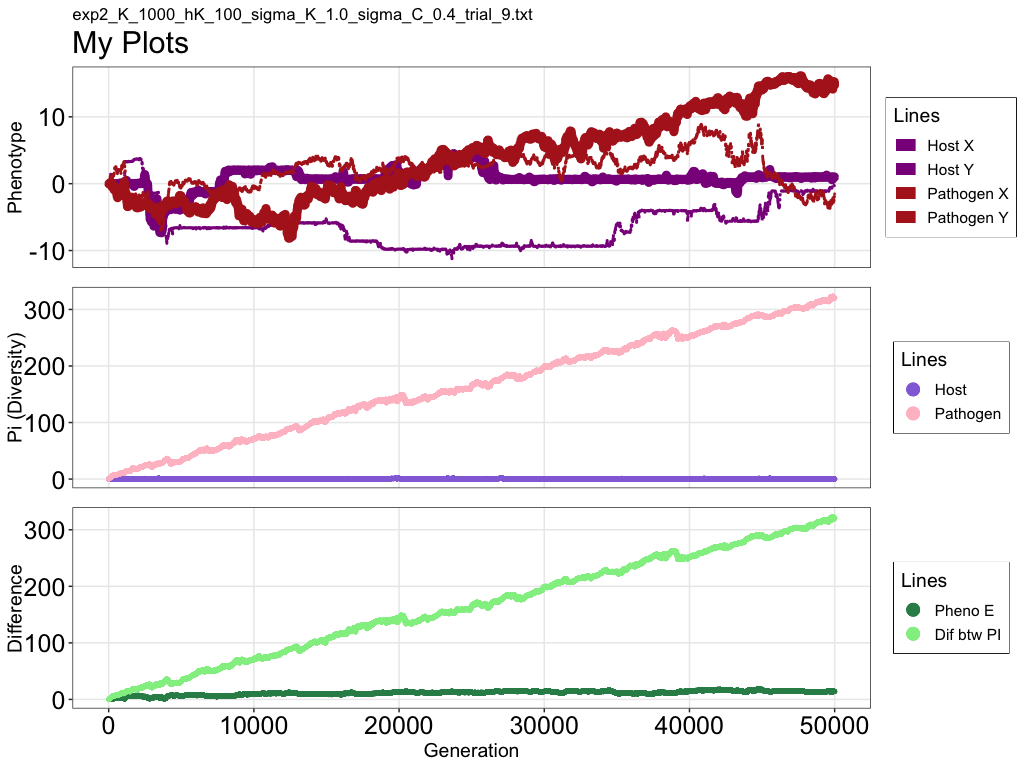 exp2_K_1000_hK_100_sigma_K_1.0_sigma_C_0.4_trial_9.txt
My Plots
Phenotype
10
0
-10
Lines
Host X
Host Y
Pathogen X
Pathogen Y
Pi (Diversity)
300
200
100
0
Lines
Host
Pathogen
Difference
300
200
100
0
Lines
Pheno E
Dif btw PI
0 10000 20000 30000 40000 50000
Generation